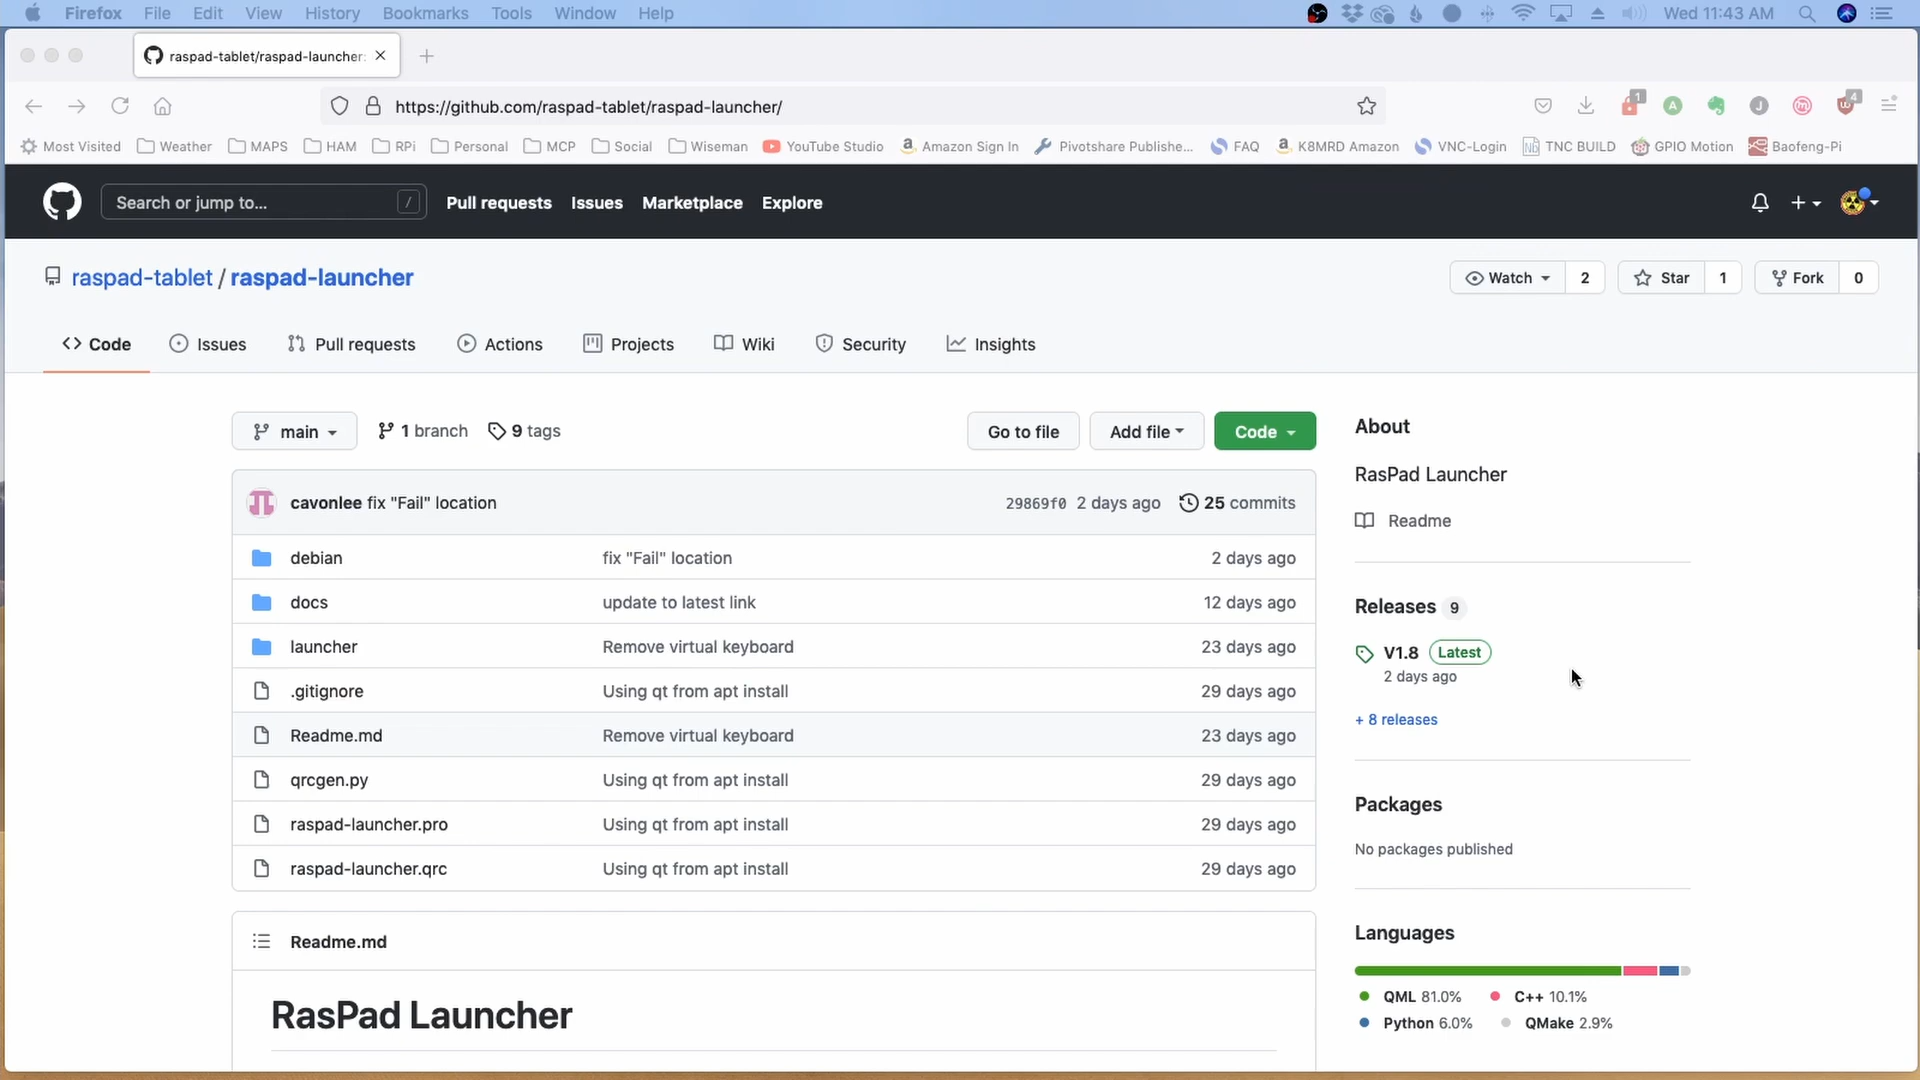 Firefox File Edit View History Bookmarks Tools Window Help Wed 11:43 AM
raspad-tablet/raspad-launcher:
https://github.com/raspad-tablet/raspad-launcher/ 1 A J m 4
Most Visited Weather MAPS HAM RPi Personal MCP Social Wiseman YouTube Studio Amazon Sign In Pivotshare Publishe... FAQ K8MRD Amazon VNC-Login TNC BUILD GPIO Motion Baofeng-Pi
Search or jump to... / Pull requests Issues Marketplace Explore
raspad-tablet / raspad-launcher Watch 2 Star 1 Fork 0
Code Issues Pull requests Actions Projects Wiki Security Insights
main 1 branch 9 tags Go to file Add file Code
cavonlee fix "Fail" location 29869f0 2 days ago 25 commits
debian fix "Fail" location 2 days ago
docs update to latest link 12 days ago
launcher Remove virtual keyboard 23 days ago
.gitignore Using qt from apt install 29 days ago
Readme.md Remove virtual keyboard 23 days ago
qrcgen.py Using qt from apt install 29 days ago
raspad-launcher.pro Using qt from apt install 29 days ago
raspad-launcher.qrc Using qt from apt install 29 days ago
Readme.md
RasPad Launcher
About
RasPad Launcher
Readme
Releases 9
V1.8 Latest
2 days ago
+ 8 releases
Packages
No packages published
Languages
QML 81.0% C++ 10.1%
Python 6.0% QMake 2.9%